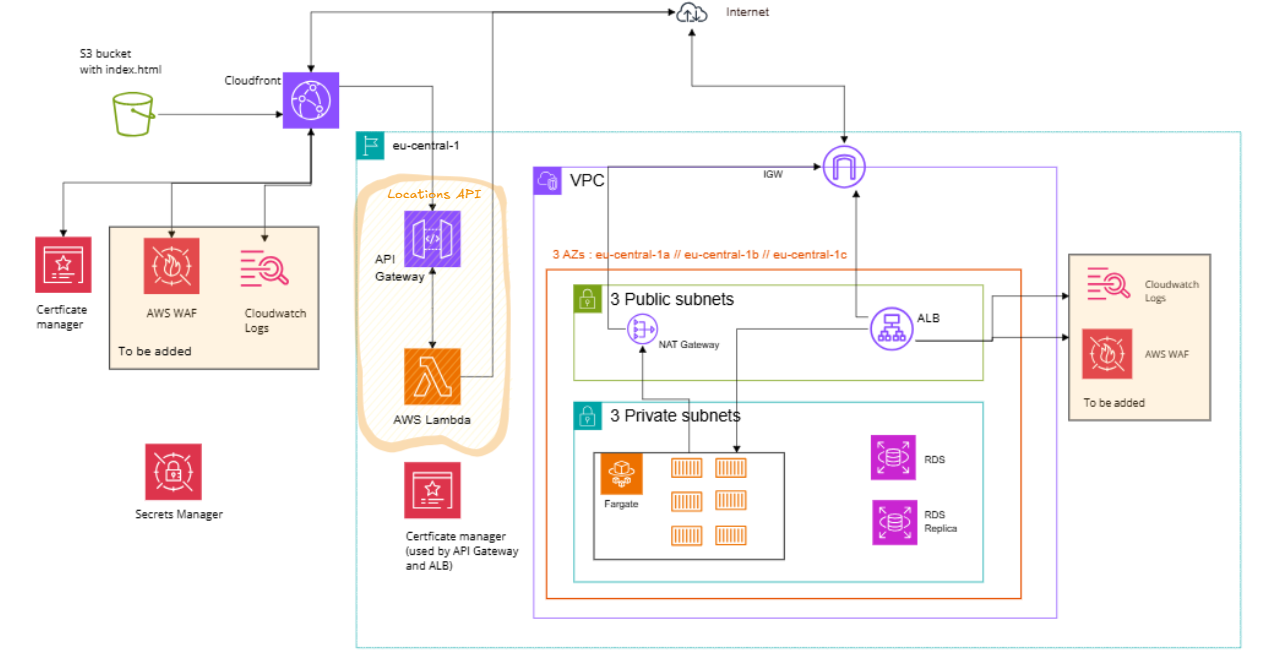 Internet
S3 bucket
with index.html
Cloudfront
eu-central-1
Locations API
VPC
IGW
3 AZs : eu-central-1a // eu-central-1b // eu-central-1c
API
Gateway
3 Public subnets
NAT Gateway
ALB
Cloudwatch
Logs
AWS WAF
To be added
Certficate
manager
AWS WAF
Cloudwatch
Logs
To be added
AWS Lambda
3 Private subnets
Fargate
RDS
RDS
Replica
Secrets Manager
Certficate manager
(used by API Gateway
and ALB)